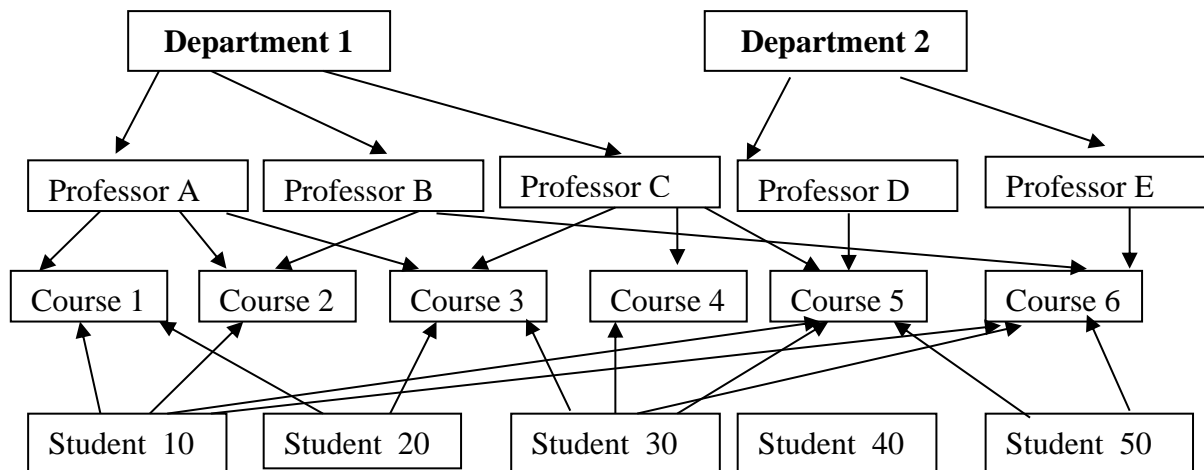 Department 1
Department 2
Professor A
Professor B
Professor C
Professor D
Professor E
Course 1
Course 2
Course 3
Course 4
Course 5
Course 6
Student  10
Student  20
Student  30
Student  40
Student  50